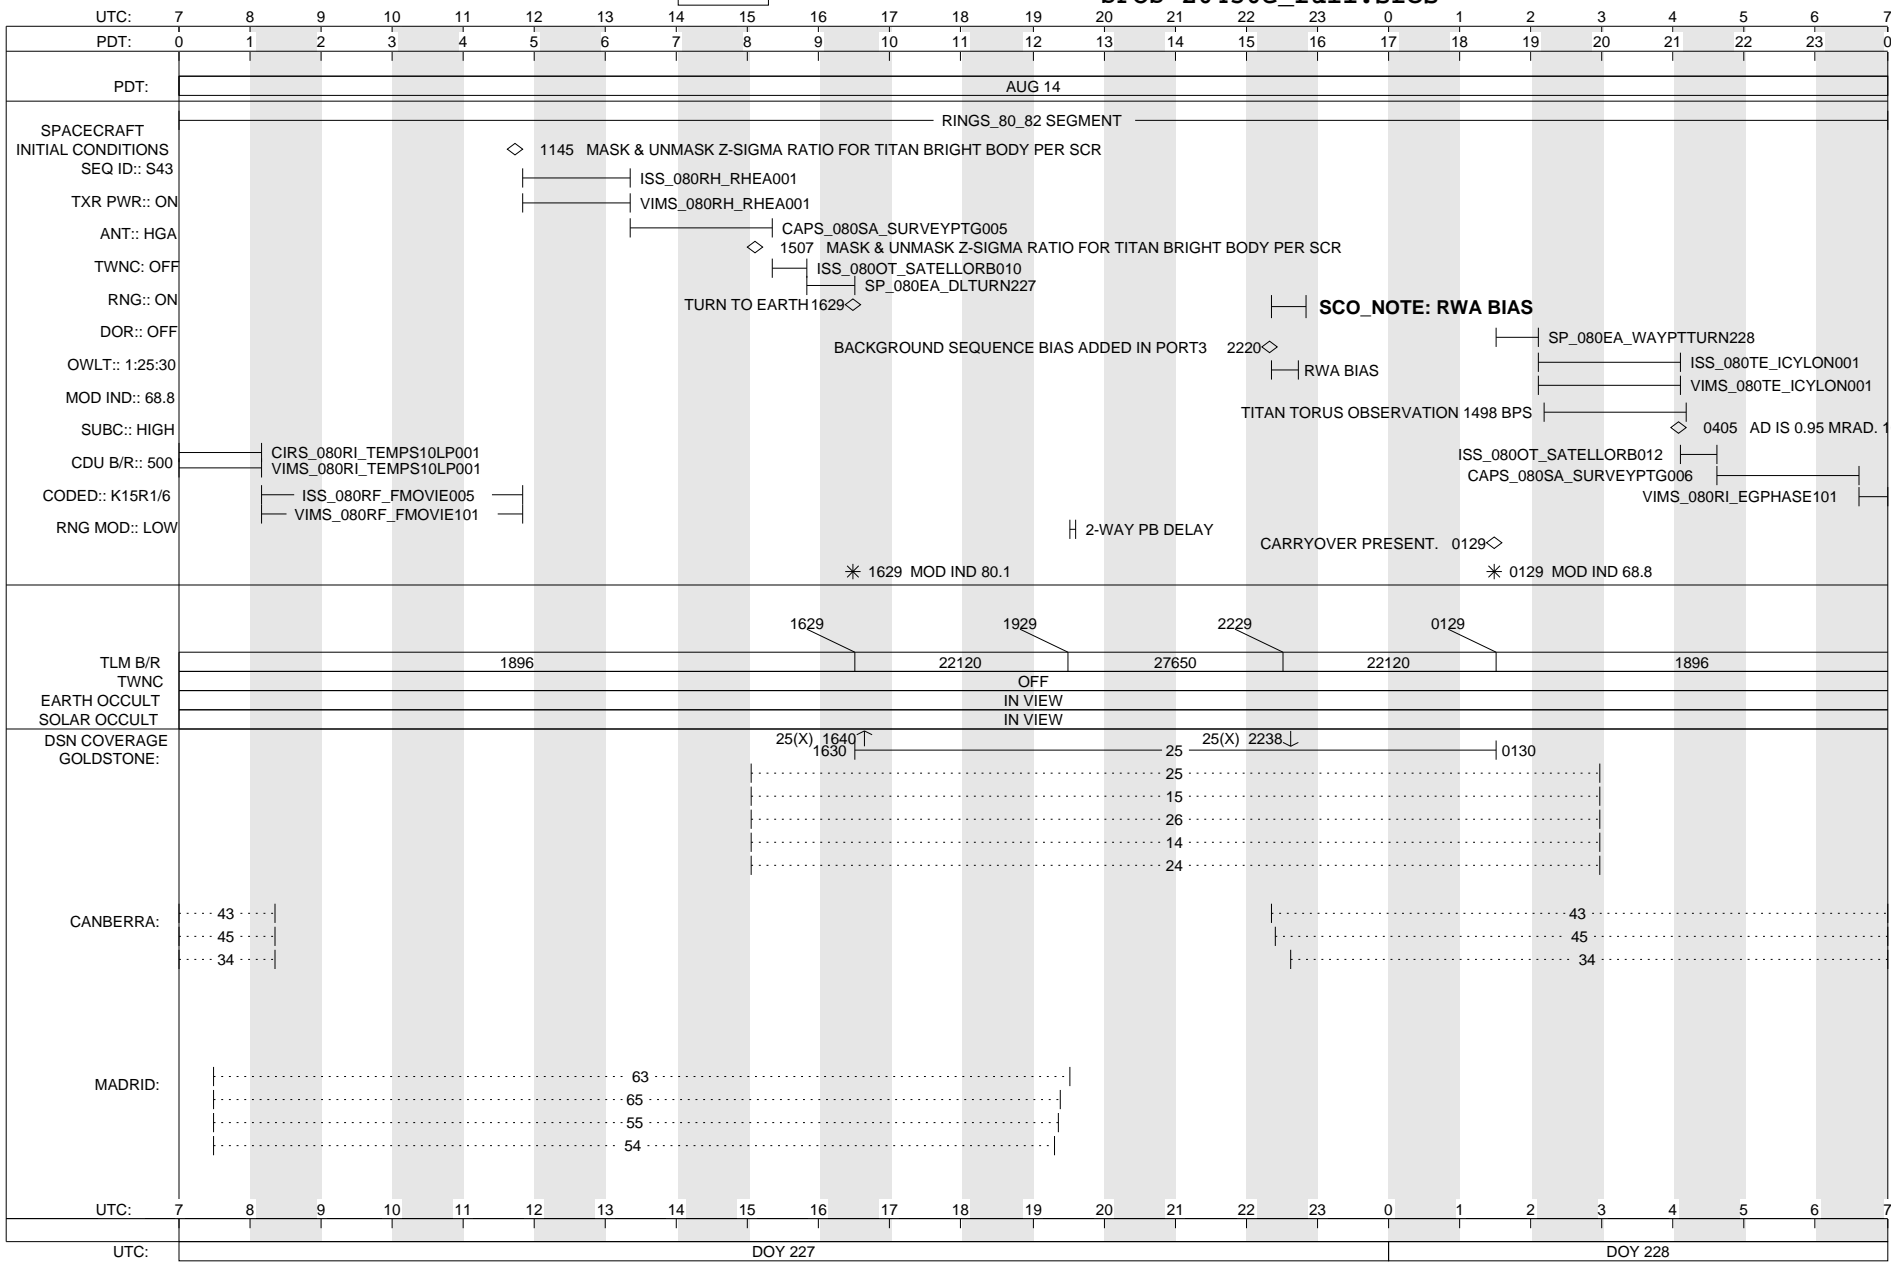 UTC: 7 8 9 10 11 12 13 14 15 16 17 18 19 20 21 22 23 0 1 2 3 4 5 6 7
PDT: 0 1 2 3 4 5 6 7 8 9 10 11 12 13 14 15 16 17 18 19 20 21 22 23 0
PDT: AUG 14
RINGS_80_82 SEGMENT
SPACECRAFT
INITIAL CONDITIONS
1145 MASK & UNMASK Z-SIGMA RATIO FOR TITAN BRIGHT BODY PER SCR
SEQ ID:: S43
ISS_080RH_RHEA001
TXR PWR:: ON
VIMS_080RH_RHEA001
CAPS_080SA_SURVEYPTG005
ANT:: HGA
1507 MASK & UNMASK Z-SIGMA RATIO FOR TITAN BRIGHT BODY PER SCR
TWNC: OFF
ISS_080OT_SATELLORB010
SP_080EA_DLTURN227
RNG:: ON
TURN TO EARTH 1629
SCO_NOTE: RWA BIAS
DOR:: OFF
SP_080EA_WAYPTTURN228
BACKGROUND SEQUENCE BIAS ADDED IN PORT3 2220
OWLT:: 1:25:30
ISS_080TE_ICYLON001
RWA BIAS
VIMS_080TE_ICYLON001
MOD IND:: 68.8
TITAN TORUS OBSERVATION 1498 BPS
SUBC:: HIGH
0405 AD IS 0.95 MRAD. 1
CIRS_080RI_TEMPS10LP001
ISS_080OT_SATELLORB012
CDU B/R:: 500
VIMS_080RI_TEMPS10LP001
CAPS_080SA_SURVEYPTG006
CODED:: K15R1/6
ISS_080RF_FMOVIE005
VIMS_080RI_EGPHASE101
VIMS_080RF_FMOVIE101
RNG MOD:: LOW
2-WAY PB DELAY
CARRYOVER PRESENT. 0129
1629 MOD IND 80.1
0129 MOD IND 68.8
1629 1929 2229 0129
TLM B/R 1896 22120 27650 22120 1896
TWNC OFF
EARTH OCCULT IN VIEW
SOLAR OCCULT IN VIEW
DSN COVERAGE
25(X) 1640 25(X) 2238
GOLDSTONE: 1630 25 0130
25
15
26
14
24
CANBERRA: 43 43
45 45
34 34
MADRID: 63
65
55
54
UTC: 7 8 9 10 11 12 13 14 15 16 17 18 19 20 21 22 23 0 1 2 3 4 5 6 7
UTC: DOY 227 DOY 228